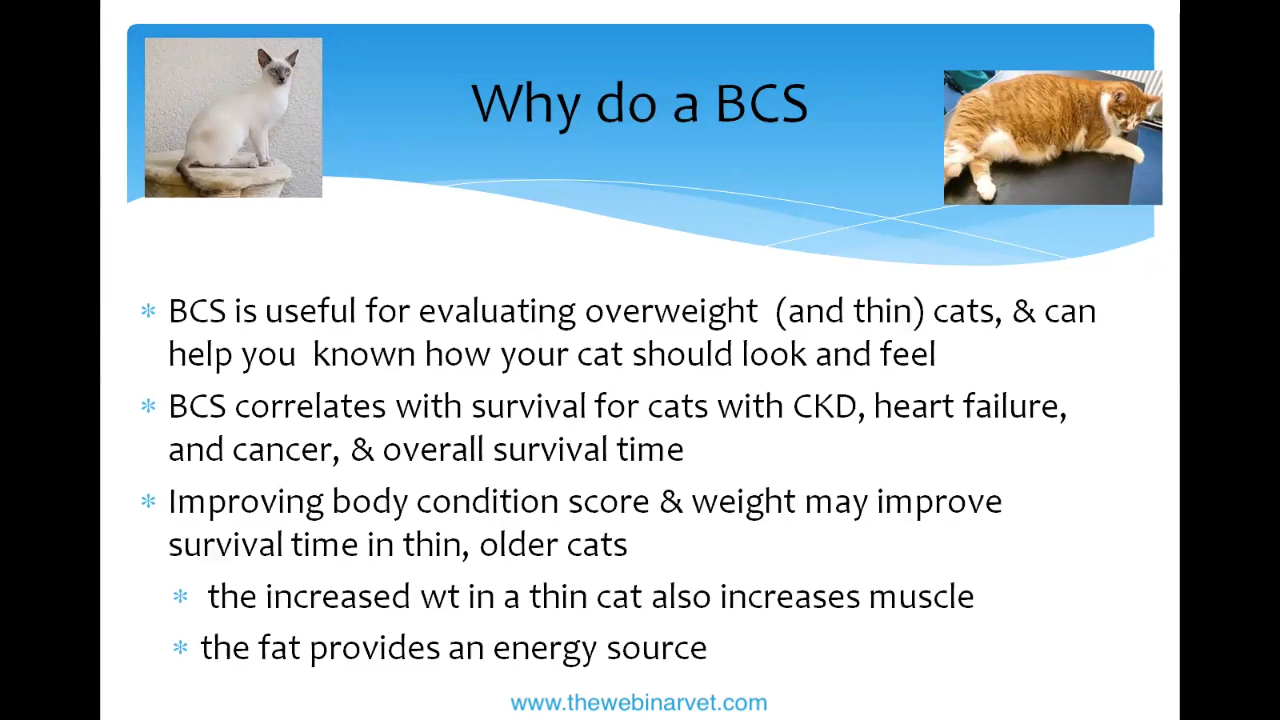 Why do a BCS
* BCS is useful for evaluating overweight (and thin) cats, & can
help you known how your cat should look and feel
* BCS correlates with survival for cats with CKD, heart failure,
and cancer, & overall survival time
* Improving body condition score & weight may improve
survival time in thin, older cats
* the increased wt in a thin cat also increases muscle
* the fat provides an energy source
www.thewebinarvet.com